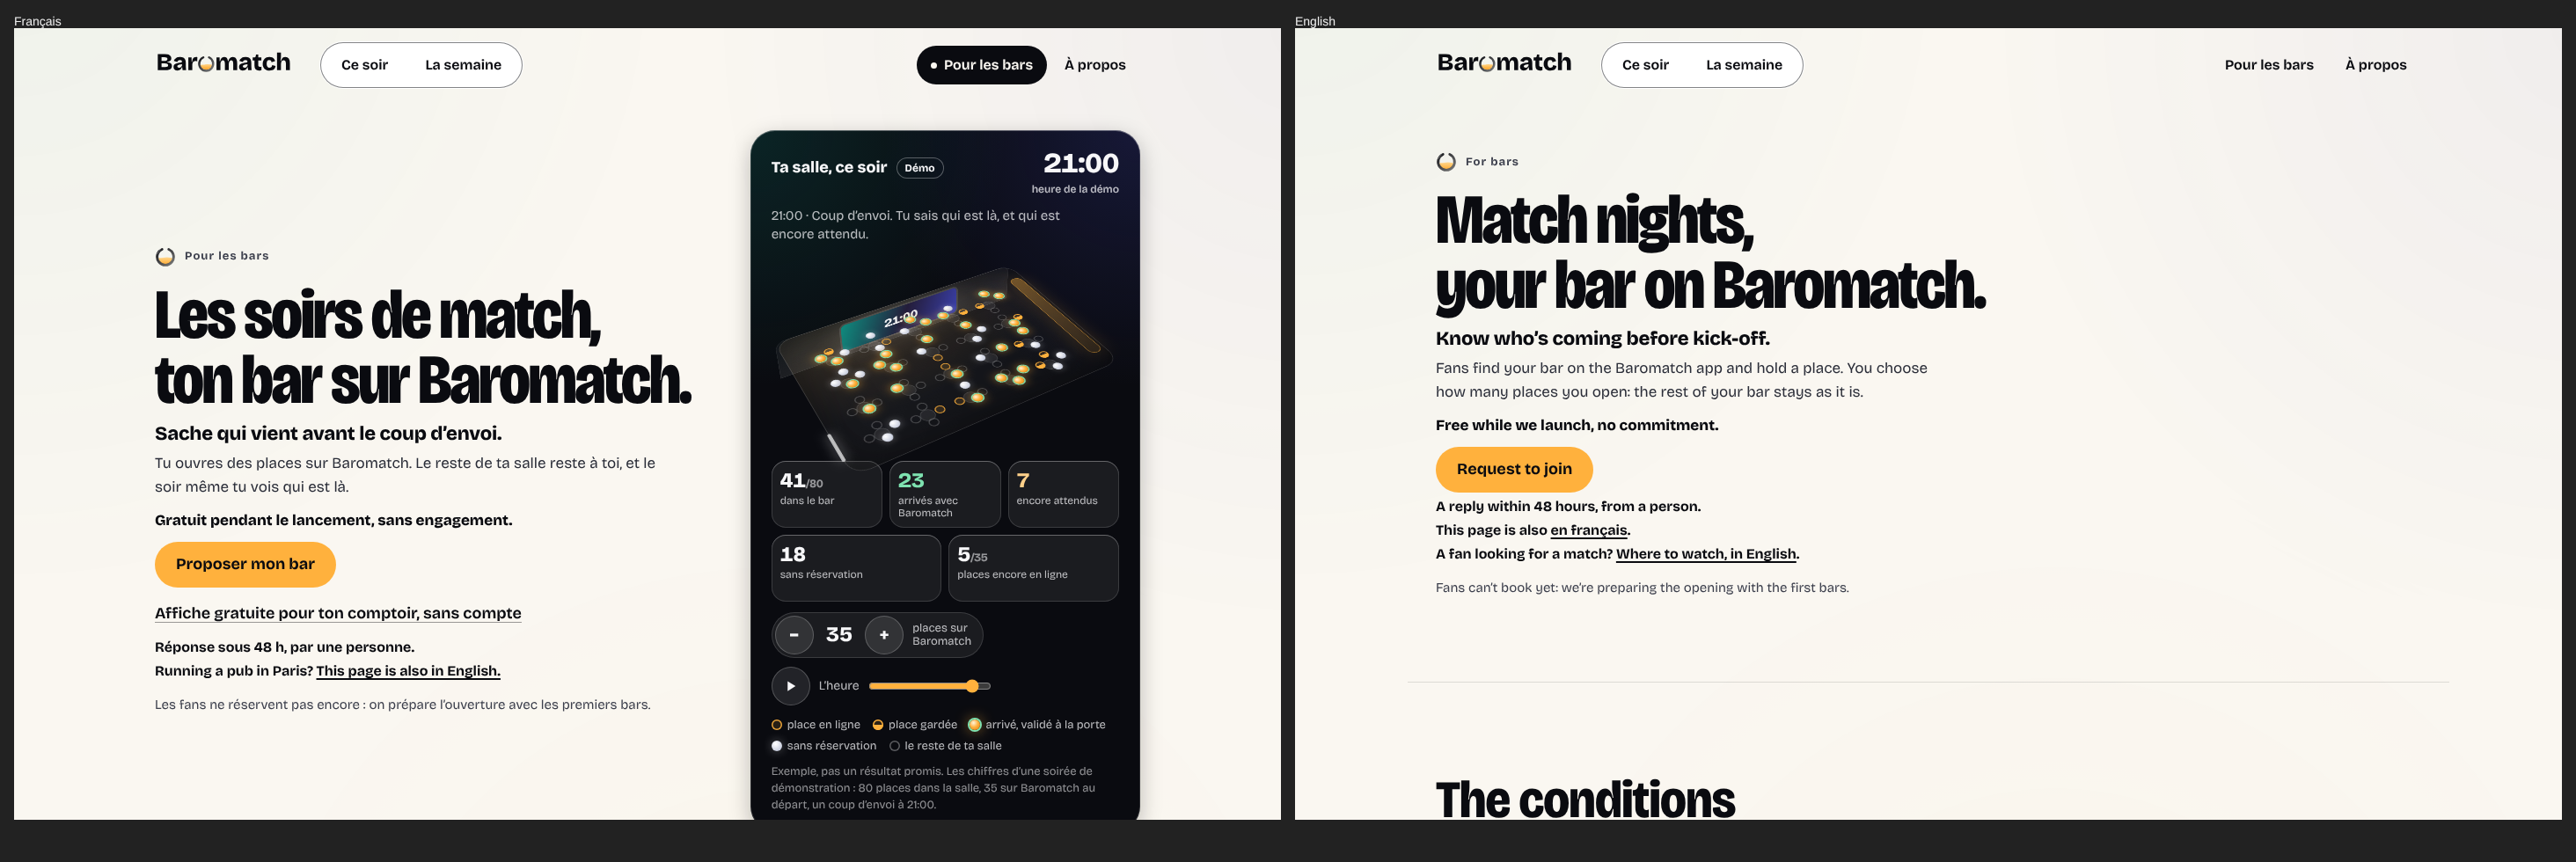 Français
Baromatch
Ce soir
La semaine
Pour les bars
À propos
Pour les bars
Les soirs de match,
ton bar sur Baromatch.
Sache qui vient avant le coup d’envoi.
Tu ouvres des places sur Baromatch. Le reste de ta salle reste à toi, et le
soir même tu vois qui est là.
Gratuit pendant le lancement, sans engagement.
Proposer mon bar
Affiche gratuite pour ton comptoir, sans compte
Réponse sous 48 h, par une personne.
Running a pub in Paris? This page is also in English.
Les fans ne réservent pas encore : on prépare l’ouverture avec les premiers bars.
Ta salle, ce soir
Démo
21:00
heure de la démo
21:00 · Coup d’envoi. Tu sais qui est là, et qui est
encore attendu.
21:00
41/80
dans le bar
23
arrivés avec
Baromatch
7
encore attendus
18
sans réservation
5/35
places encore en ligne
− 35 +
places sur
Baromatch
L’heure
place en ligne
place gardée
arrivé, validé à la porte
sans réservation
le reste de ta salle
Exemple, pas un résultat promis. Les chiffres d’une soirée de
démonstration : 80 places dans la salle, 35 sur Baromatch au
départ, un coup d’envoi à 21:00.
English
Baromatch
Ce soir
La semaine
Pour les bars
À propos
For bars
Match nights,
your bar on Baromatch.
Know who’s coming before kick-off.
Fans find your bar on the Baromatch app and hold a place. You choose
how many places you open: the rest of your bar stays as it is.
Free while we launch, no commitment.
Request to join
A reply within 48 hours, from a person.
This page is also en français.
A fan looking for a match? Where to watch, in English.
Fans can’t book yet: we’re preparing the opening with the first bars.
The conditions